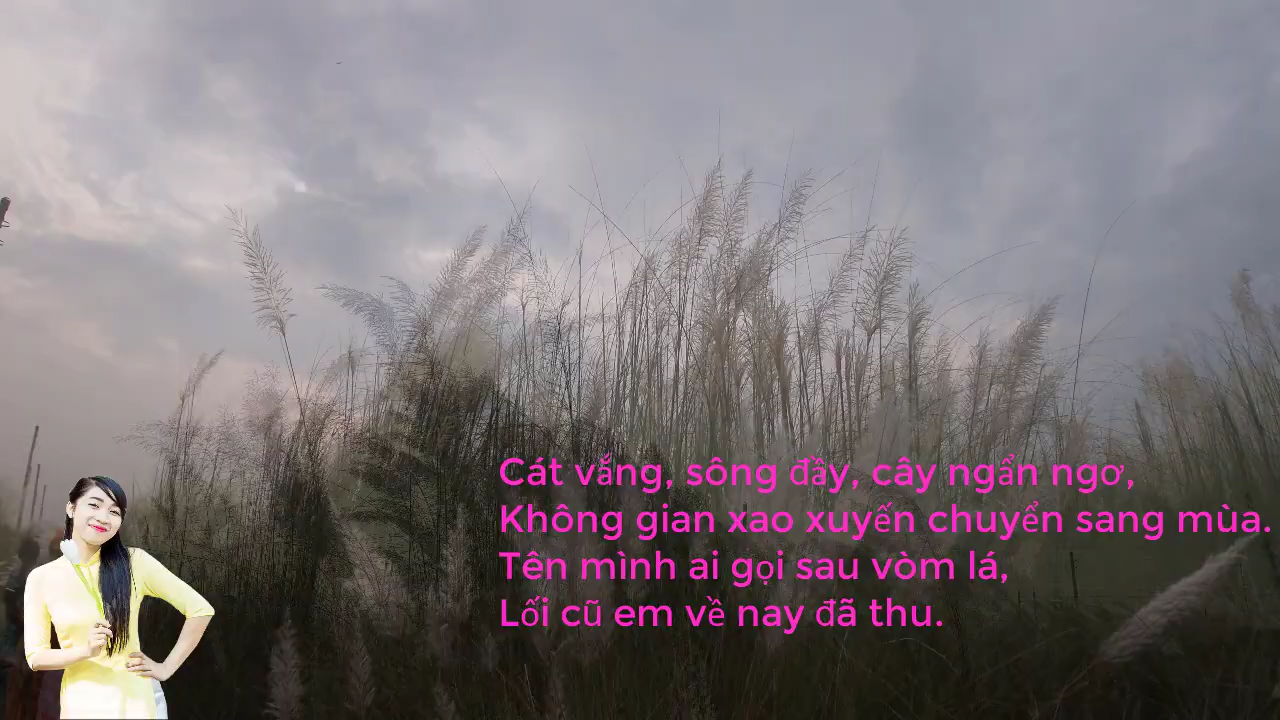 Cát vắng, sông đầy, cây ngẩn ngơ,
Không gian xao xuyến chuyển sang mùa.
Tên mình ai gọi sau vòm lá,
Lối cũ em về nay đã thu.